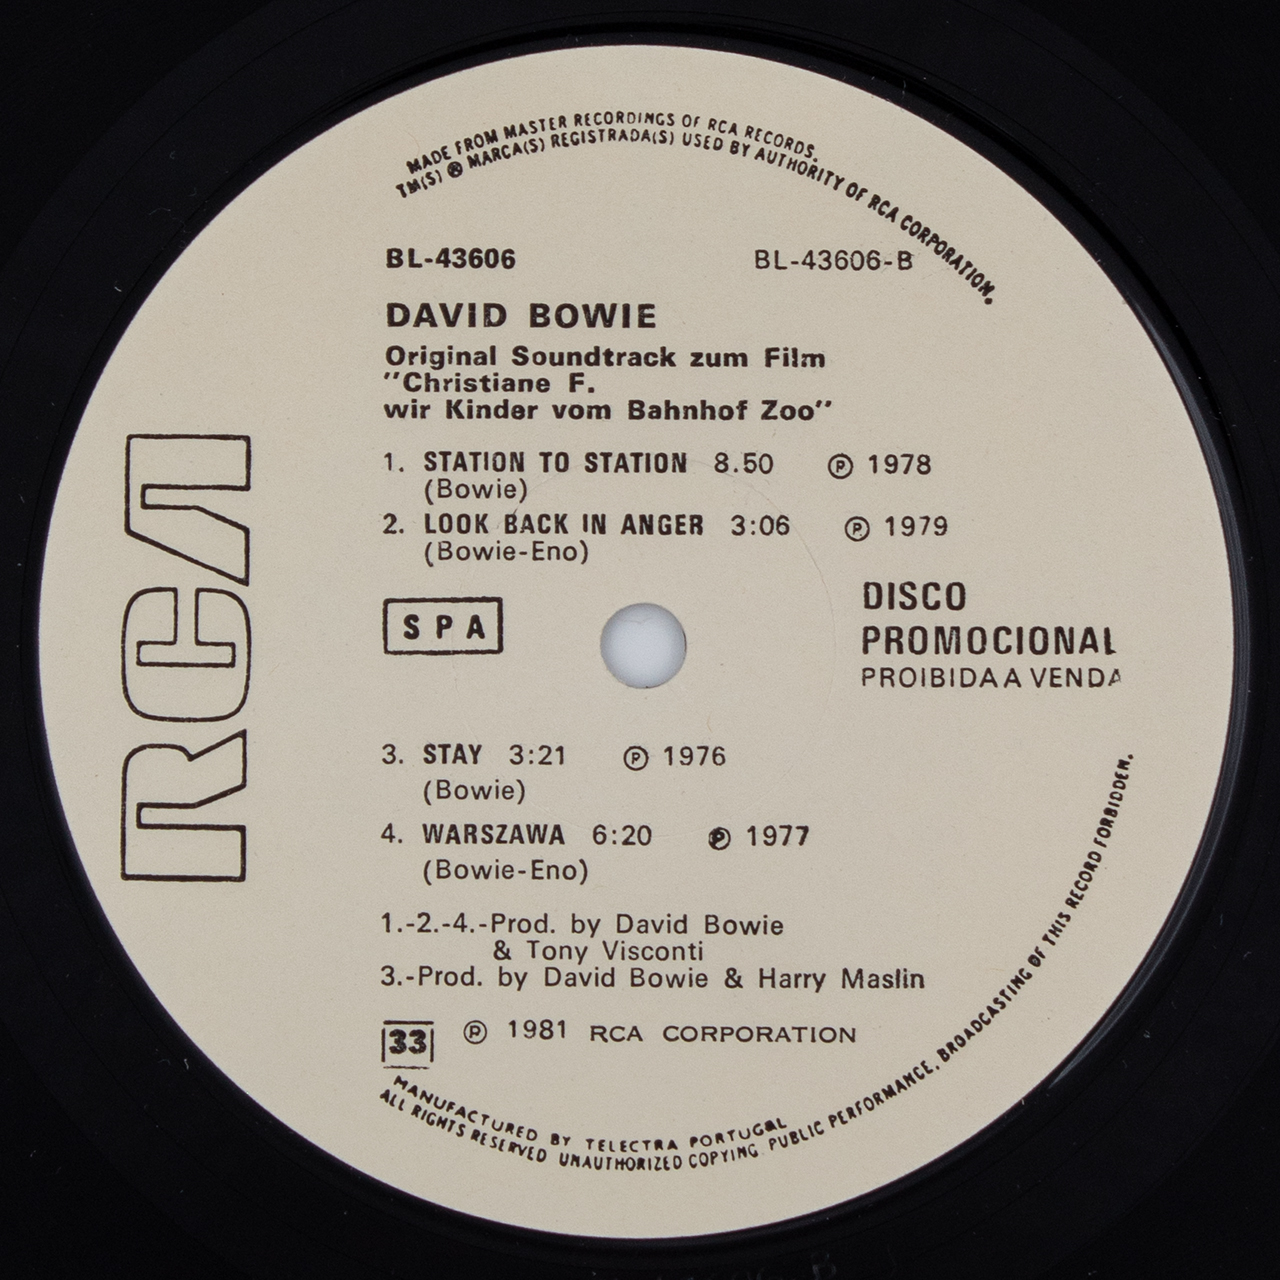 MADE FROM MASTER RECORDINGS OF RCA RECORDS.
TM(S) ® MARCA(S) REGISTRADA(S) USED BY AUTHORITY OF RCA CORPORATION.
BL-43606 BL-43606-B
DAVID BOWIE
Original Soundtrack zum Film
"Christiane F.
wir Kinder vom Bahnhof Zoo"
1. STATION TO STATION 8.50 ℗ 1978
(Bowie)
2. LOOK BACK IN ANGER 3:06 ℗ 1979
(Bowie-Eno)
RCA
SPA
DISCO
PROMOCIONAL
PROIBIDA A VENDA
3. STAY 3:21 ℗ 1976
(Bowie)
4. WARSZAWA 6:20 ℗ 1977
(Bowie-Eno)
1.-2.-4.-Prod. by David Bowie
& Tony Visconti
3.-Prod. by David Bowie & Harry Maslin
33 ℗ 1981 RCA CORPORATION
MANUFACTURED BY TELECTRA PORTUGAL
ALL RIGHTS RESERVED UNAUTHORIZED COPYING. PUBLIC PERFORMANCE. BROADCASTING OF THIS RECORD FORBIDDEN.